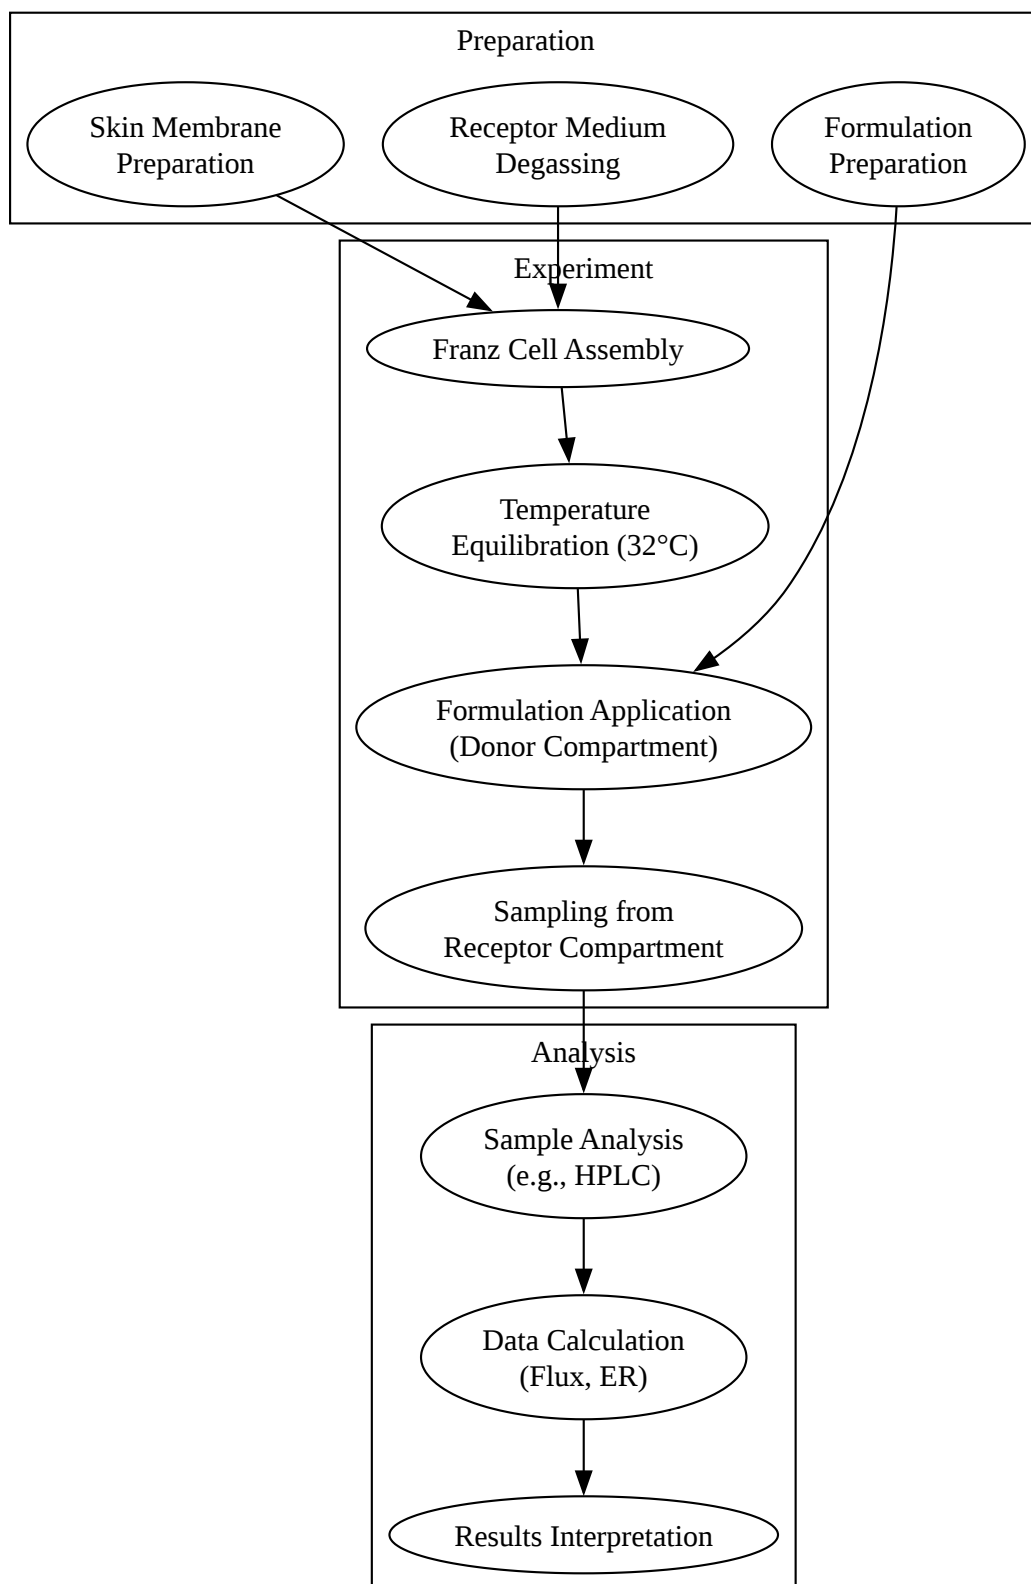 Preparation
Skin Membrane
Preparation
Receptor Medium
Degassing
Formulation
Preparation
Experiment
Franz Cell Assembly
Temperature
Equilibration (32°C)
Formulation Application
(Donor Compartment)
Sampling from
Receptor Compartment
Analysis
Sample Analysis
(e.g., HPLC)
Data Calculation
(Flux, ER)
Results Interpretation